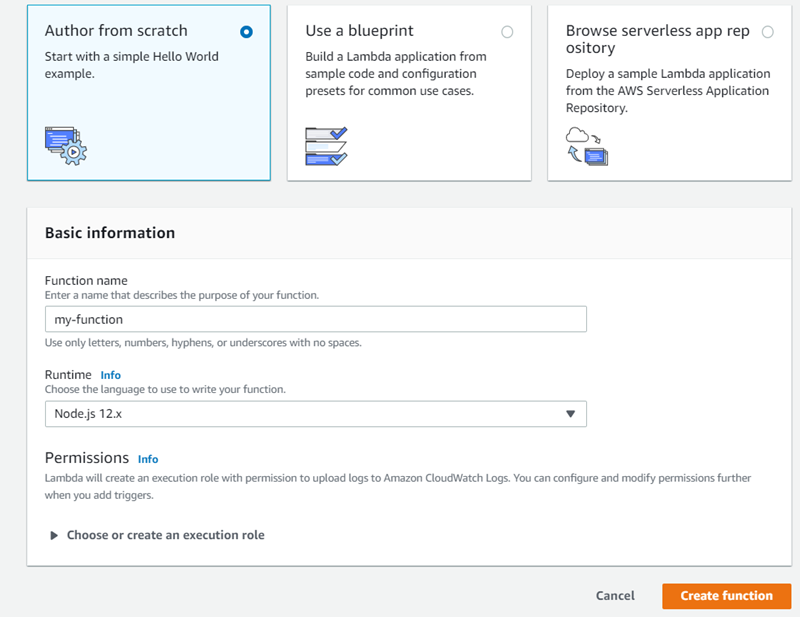 Author from scratch
Start with a simple Hello World
example.
Use a blueprint
Build a Lambda application from
sample code and configuration
presets for common use cases.
Browse serverless app rep
ository
Deploy a sample Lambda application
from the AWS Serverless Application
Repository.
Basic information
Function name
Enter a name that describes the purpose of your function.
my-function
Use only letters, numbers, hyphens, or underscores with no spaces.
Runtime Info
Choose the language to use to write your function.
Node.js 12.x
Permissions Info
Lambda will create an execution role with permission to upload logs to Amazon CloudWatch Logs. You can configure and modify permissions further
when you add triggers.
Choose or create an execution role
Cancel Create function